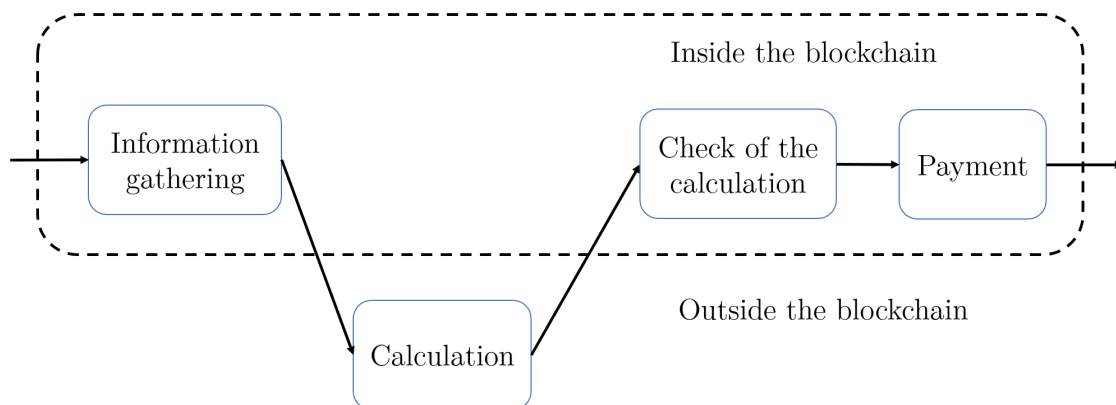 Inside the blockchain
Information
gathering
Check of the
calculation
Payment
Outside the blockchain
Calculation